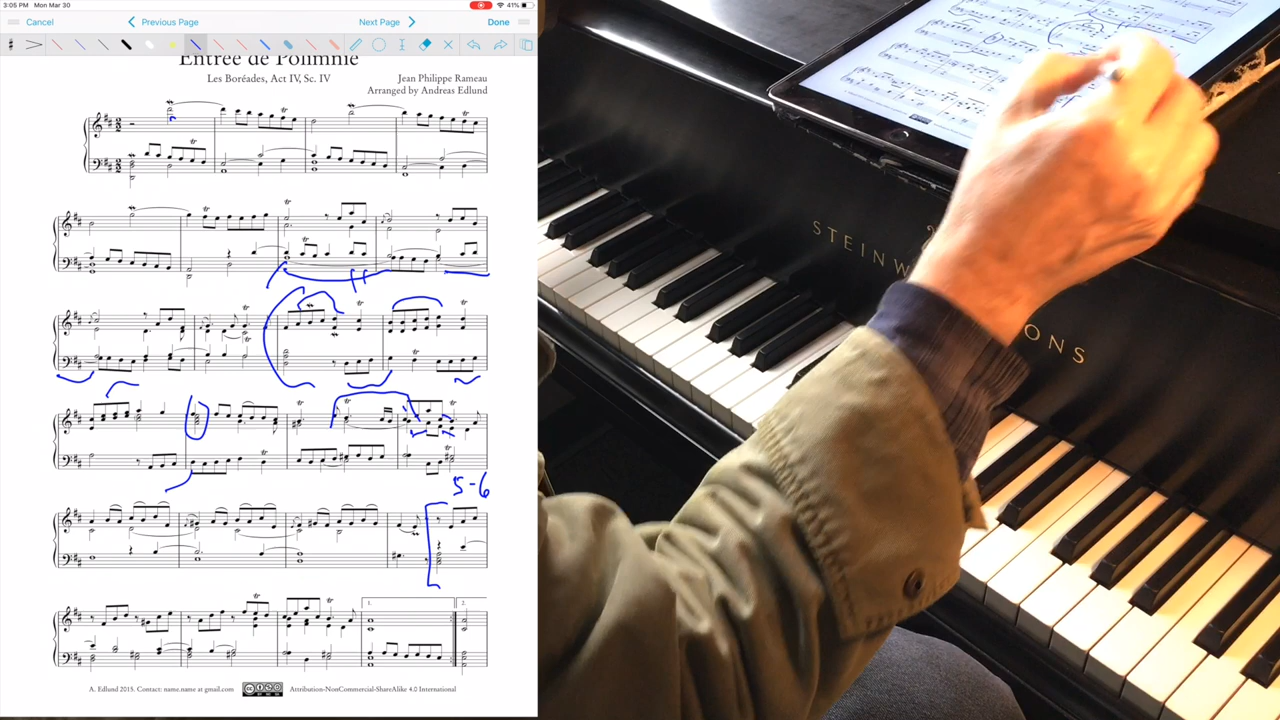 3:05 PM Mon Mar 30
41%
Cancel
Previous Page
Next Page
Done
Entrée de Polimnie
Les Boréades, Act IV, Sc. IV
Jean Philippe Rameau
Arranged by Andreas Edlund
5-6
1.
2.
A. Edlund 2015. Contact: name.name at gmail.com
Attribution-NonCommercial-ShareAlike 4.0 International
STEINW
ONS